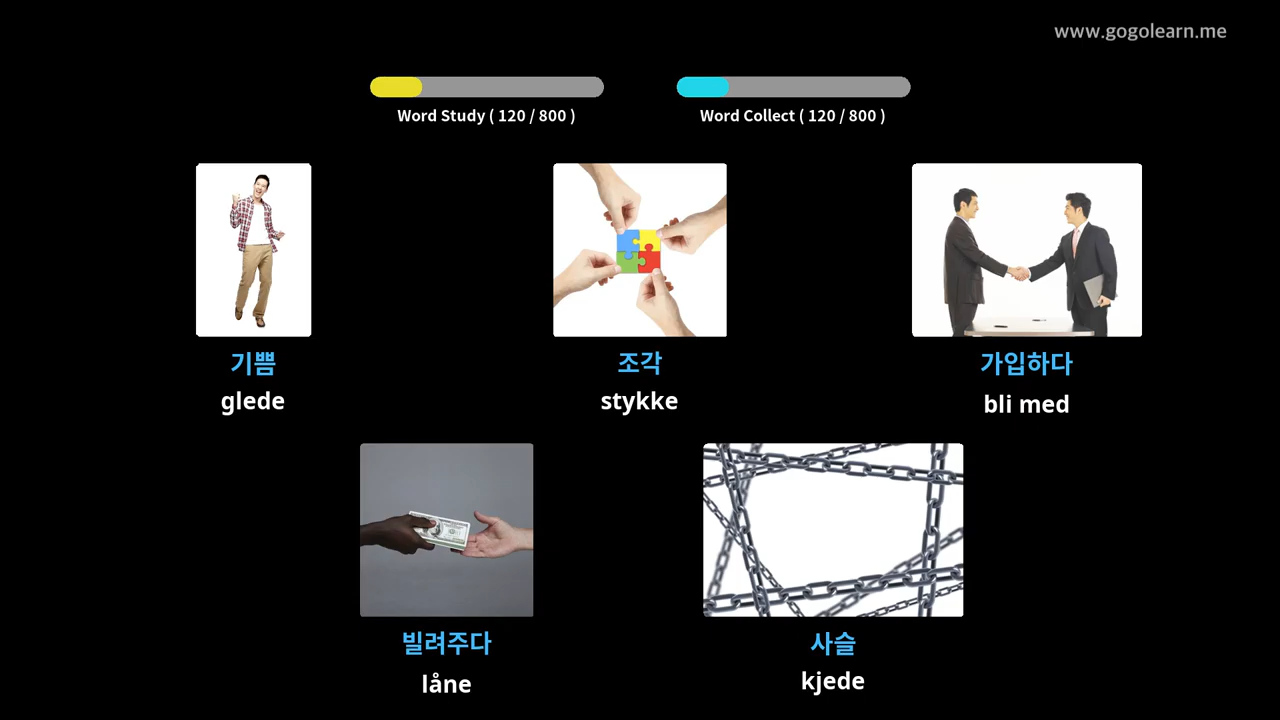 www.gogolearn.me
Word Study ( 120 / 800 )
Word Collect ( 120 / 800 )
기쁨
glede
조각
stykke
가입하다
bli med
빌려주다
låne
사슬
kjede